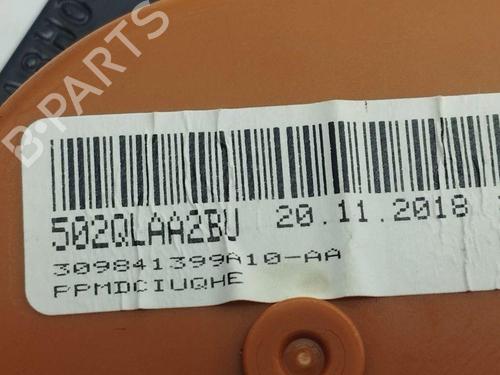 B-PARTS
502QLAA2BU 20.11.2018
309841399A10-AA
PPMDCIUQHE